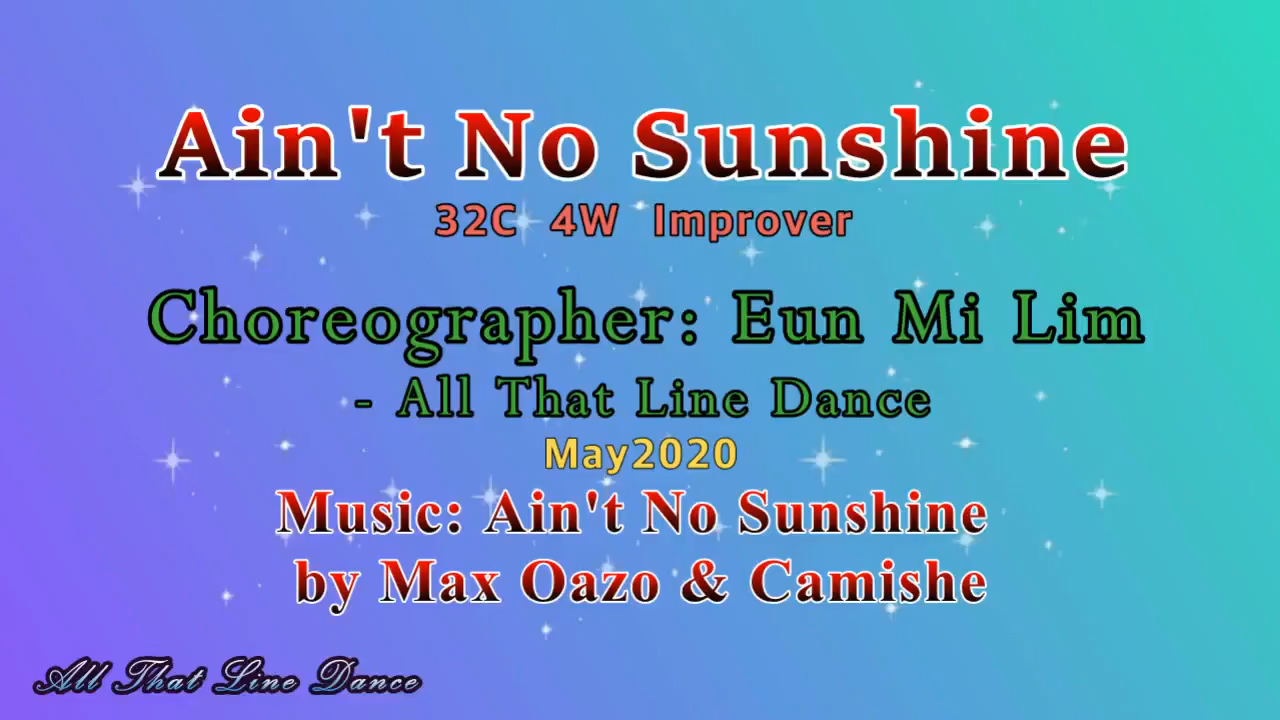 Ain't No Sunshine
32C 4W Improver
Choreographer: Eun Mi Lim
- All That Line Dance
May2020
Music: Ain't No Sunshine
by Max Oazo & Camishe
All That Line Dance